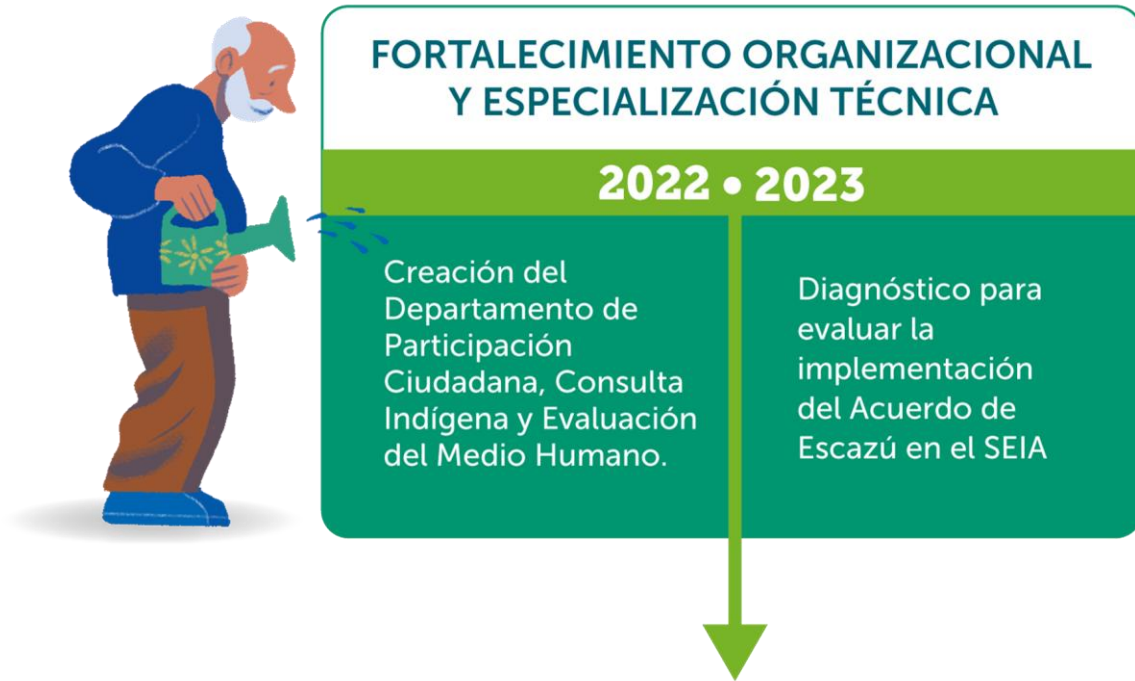 FORTALECIMIENTO ORGANIZACIONAL
Y ESPECIALIZACIÓN TÉCNICA
2022 • 2023
Creación del
Departamento de
Participación
Ciudadana, Consulta
Indígena y Evaluación
del Medio Humano.
Diagnóstico para
evaluar la
implementación
del Acuerdo de
Escazú en el SEIA